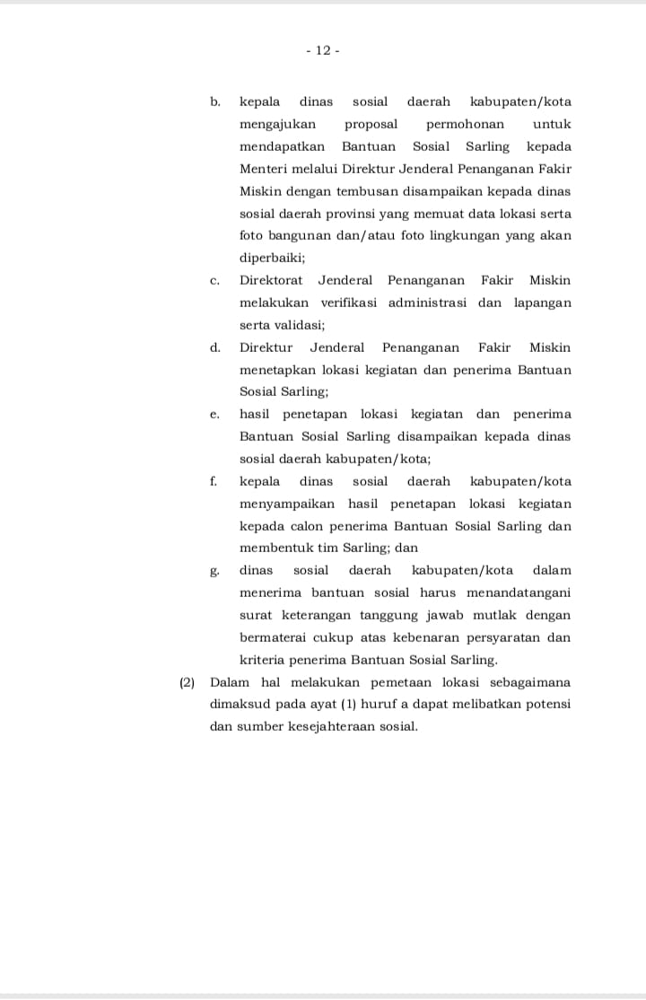 - 12 -
b. kepala dinas sosial daerah kabupaten/kota
mengajukan proposal permohonan untuk
mendapatkan Bantuan Sosial Sarling kepada
Menteri melalui Direktur Jenderal Penanganan Fakir
Miskin dengan tembusan disampaikan kepada dinas
sosial daerah provinsi yang memuat data lokasi serta
foto bangunan dan/atau foto lingkungan yang akan
diperbaiki;
c. Direktorat Jenderal Penanganan Fakir Miskin
melakukan verifikasi administrasi dan lapangan
serta validasi;
d. Direktur Jenderal Penanganan Fakir Miskin
menetapkan lokasi kegiatan dan penerima Bantuan
Sosial Sarling;
e. hasil penetapan lokasi kegiatan dan penerima
Bantuan Sosial Sarling disampaikan kepada dinas
sosial daerah kabupaten/kota;
f. kepala dinas sosial daerah kabupaten/kota
menyampaikan hasil penetapan lokasi kegiatan
kepada calon penerima Bantuan Sosial Sarling dan
membentuk tim Sarling; dan
g. dinas sosial daerah kabupaten/kota dalam
menerima bantuan sosial harus menandatangani
surat keterangan tanggung jawab mutlak dengan
bermaterai cukup atas kebenaran persyaratan dan
kriteria penerima Bantuan Sosial Sarling.
(2) Dalam hal melakukan pemetaan lokasi sebagaimana
dimaksud pada ayat (1) huruf a dapat melibatkan potensi
dan sumber kesejahteraan sosial.